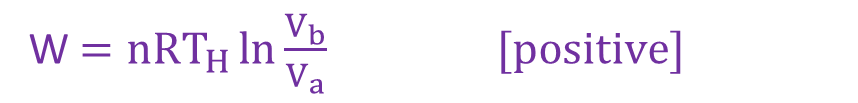 W = nRT_H ln V_b/V_a [positive]